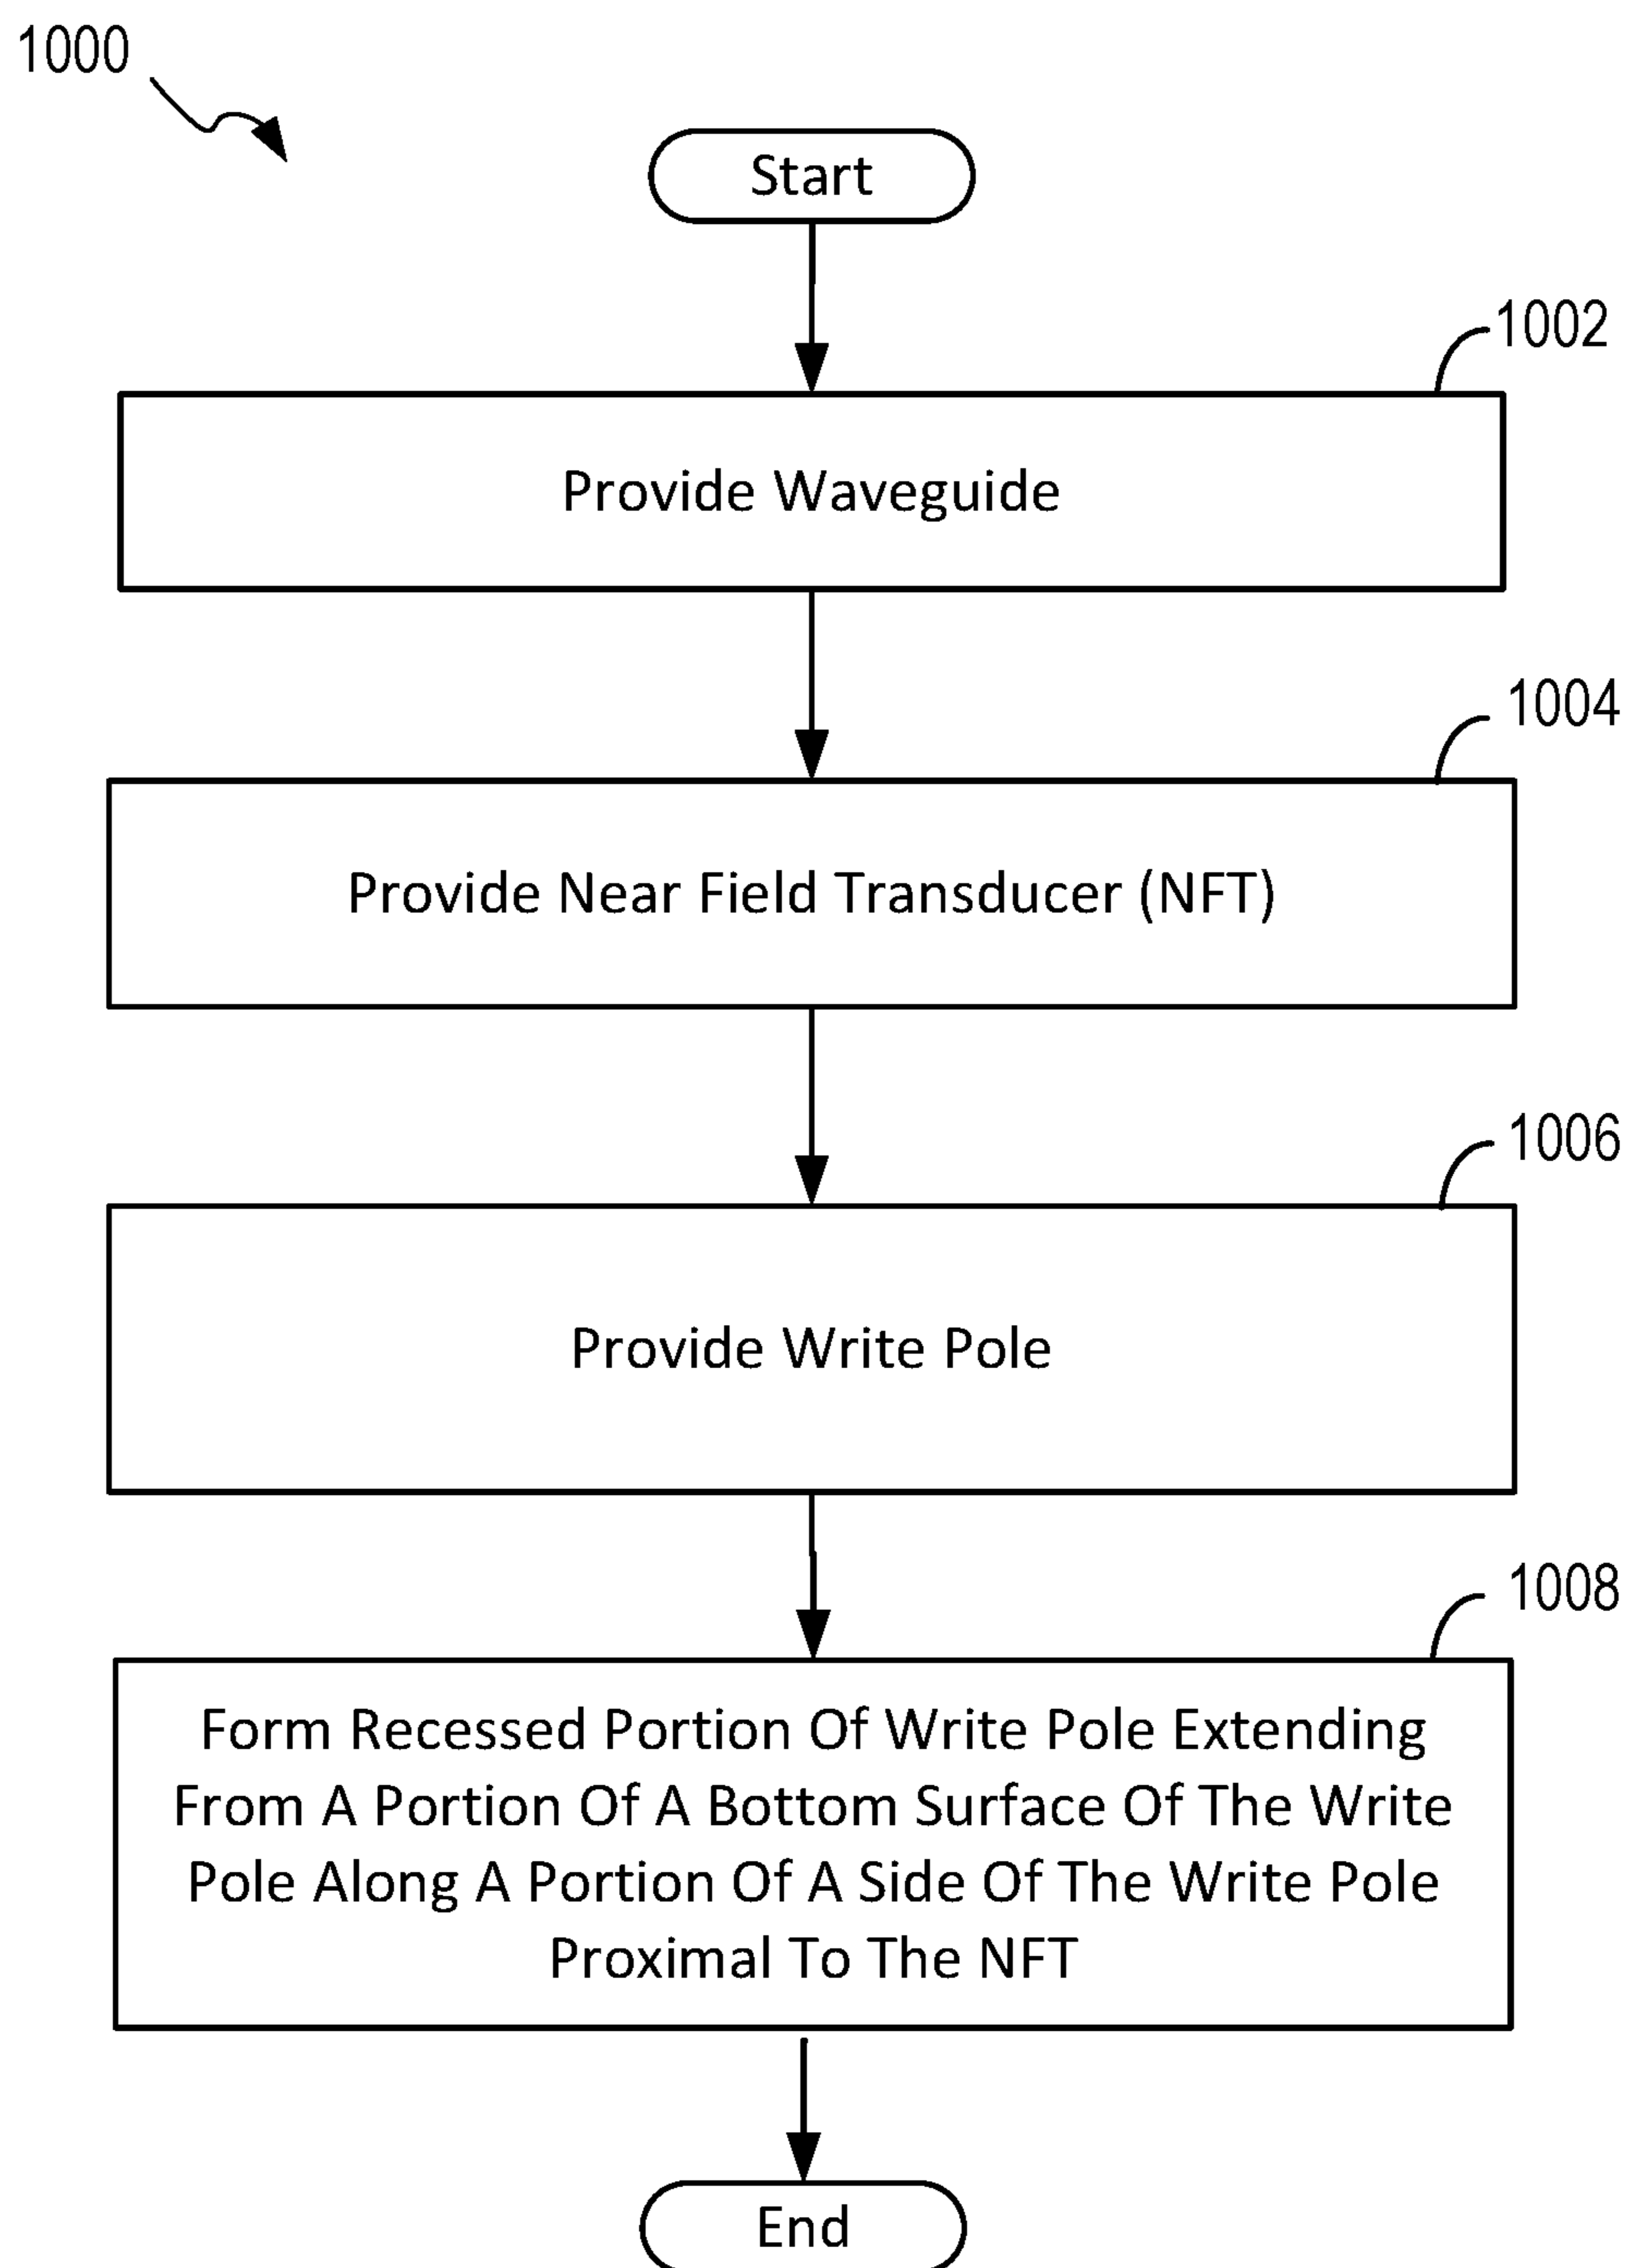 1000
Start
1002
Provide Waveguide
1004
Provide Near Field Transducer (NFT)
1006
Provide Write Pole
1008
Form Recessed Portion Of Write Pole Extending
From A Portion Of A Bottom Surface Of The Write
Pole Along A Portion Of A Side Of The Write Pole
Proximal To The NFT
End